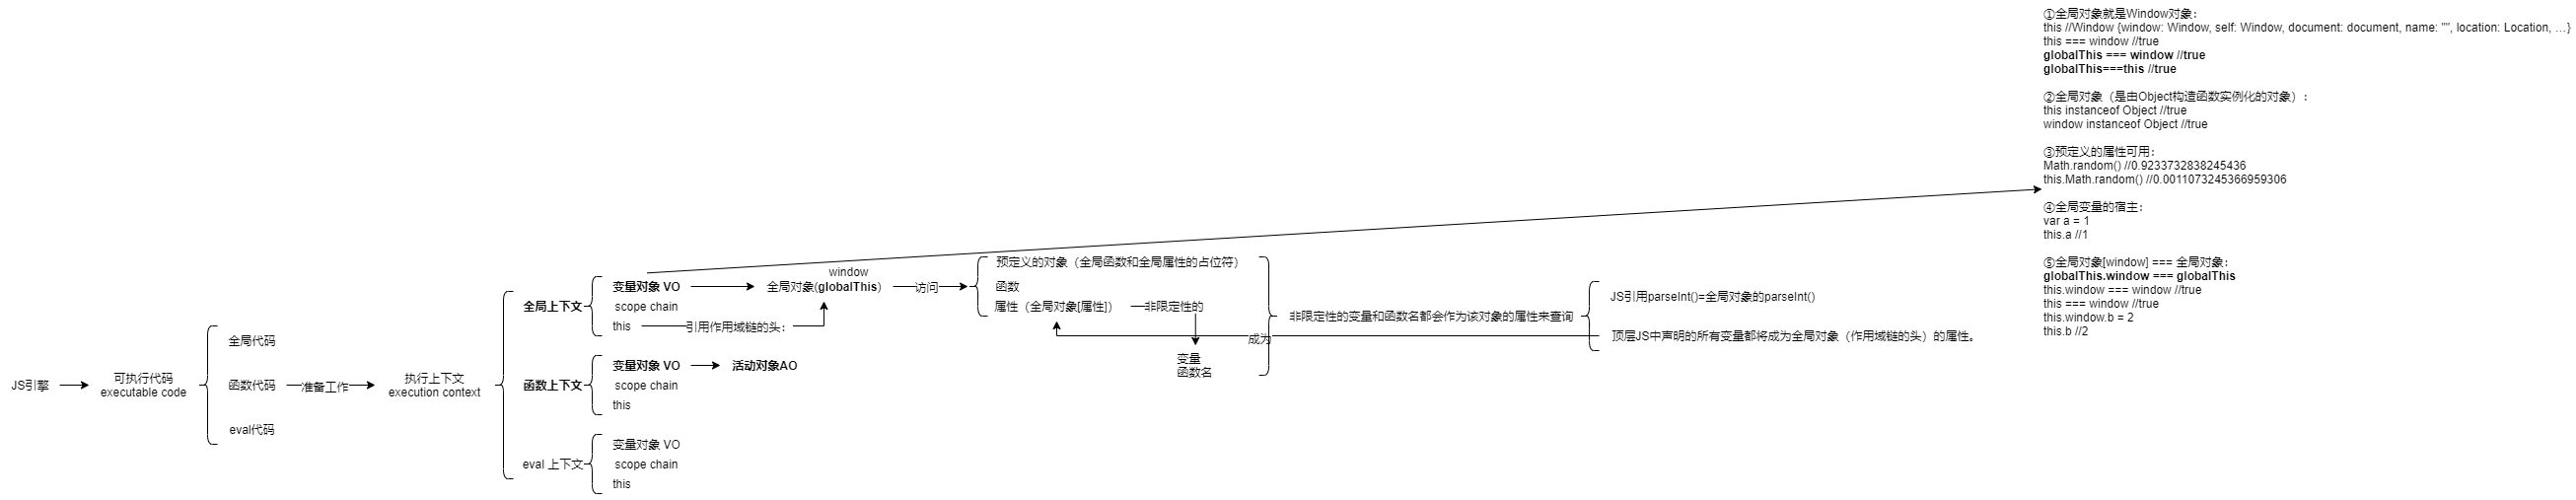 ①全局对象就是Window对象：
this //Window {window: Window, self: Window, document: document, name: "", location: Location, …}
this === window //true
globalThis === window //true
globalThis===this //true
②全局对象（是由Object构造函数实例化的对象）：
this instanceof Object //true
window instanceof Object //true
③预定义的属性可用：
Math.random() //0.9233732838245436
this.Math.random() //0.0011073245366959306
④全局变量的宿主：
var a = 1
this.a //1
⑤全局对象[window] === 全局对象：
globalThis.window === globalThis
this.window === window //true
this === window //true
this.window.b = 2
this.b //2
JS引擎
可执行代码
executable code
全局代码
函数代码
eval代码
准备工作
执行上下文
execution context
全局上下文
变量对象 VO
scope chain
this
引用作用域链的头：
window
全局对象(globalThis)
访问
预定义的对象（全局函数和全局属性的占位符）
函数
属性（全局对象[属性]）
非限定性的
变量
函数名
成为
非限定性的变量和函数名都会作为该对象的属性来查询
JS引用parseInt()=全局对象的parseInt()
顶层JS中声明的所有变量都将成为全局对象（作用域链的头）的属性。
函数上下文
变量对象 VO
活动对象AO
scope chain
this
eval 上下文
变量对象 VO
scope chain
this